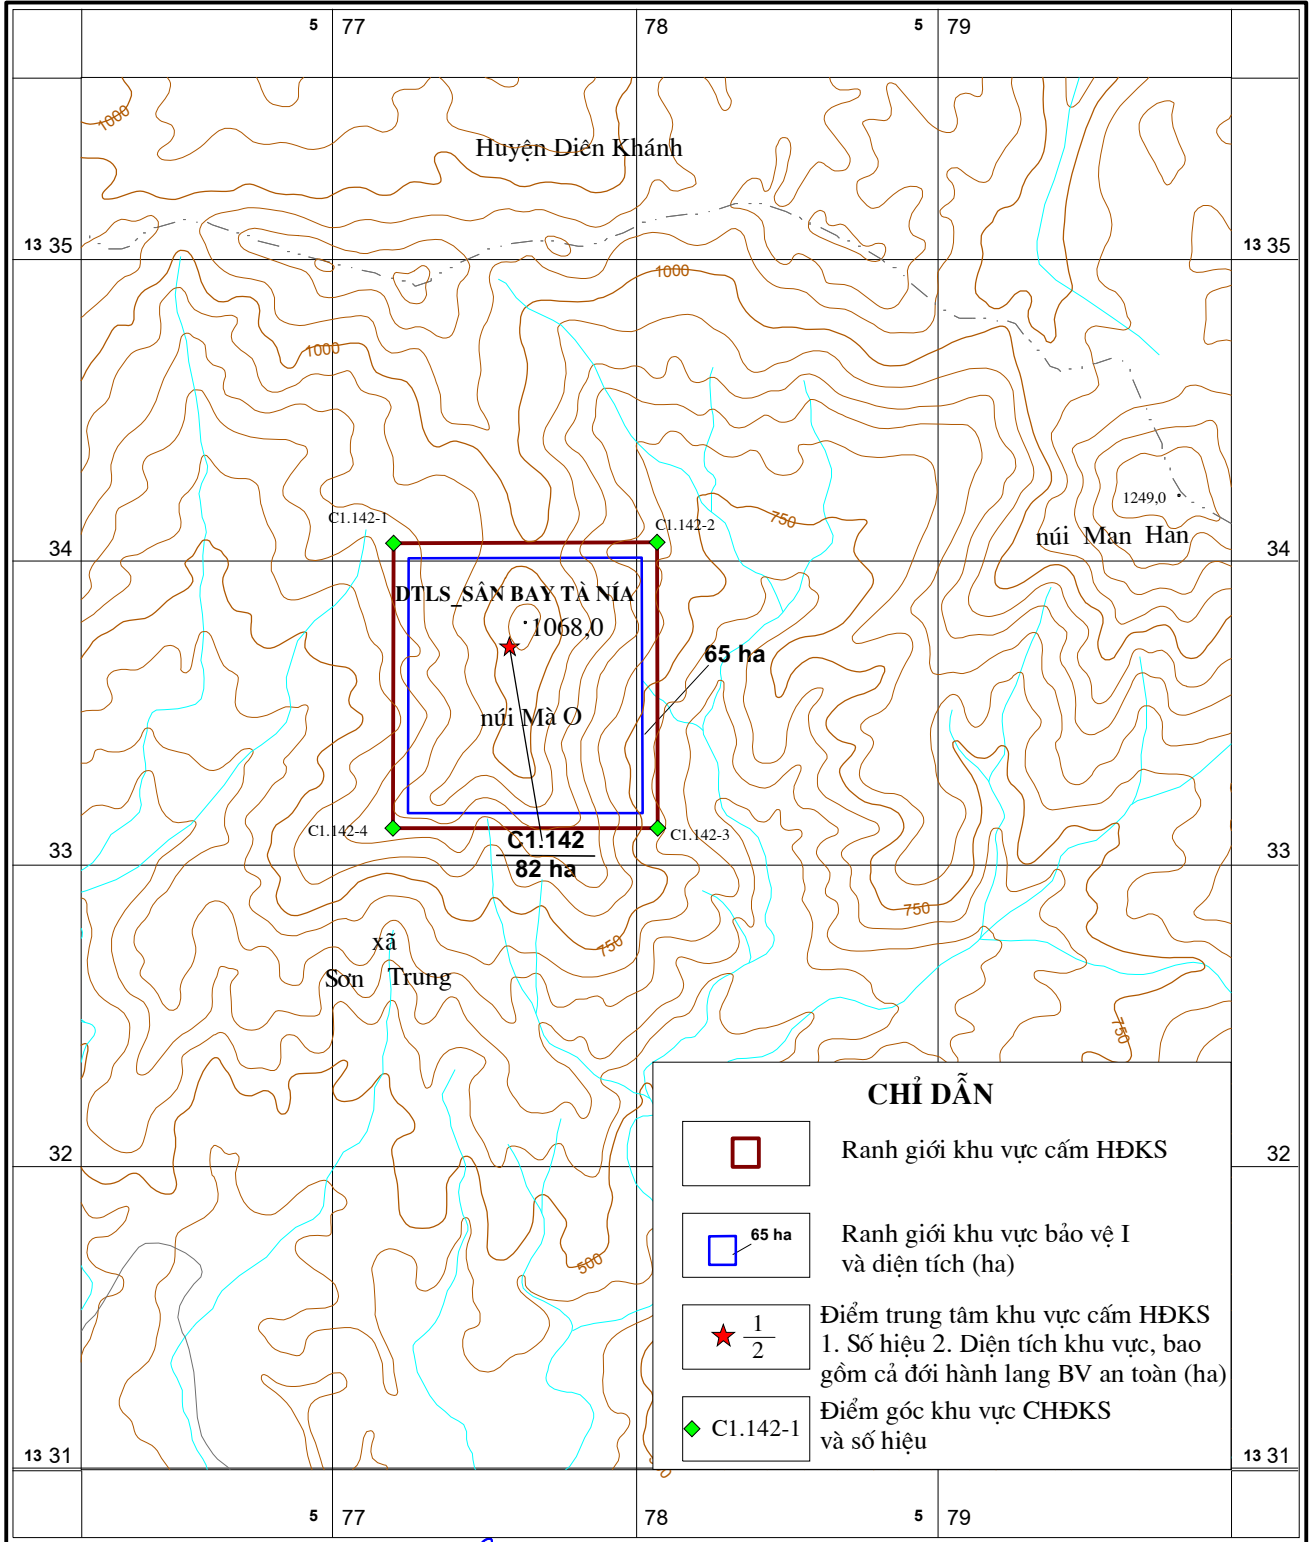 5 77 78 5 79
1000
Huyện Diên Khánh
13 35 13 35
1000
1000
1249,0
C1.142-1 C1.142-2
750
núi Man Han
34 34
DTLS_SÂN BAY TÀ NÍA
1068,0
65 ha
núi Mà O
C1.142-4 C1.142-3
C1.142
82 ha
33 33
750
xã
750
Sơn Trung
750
CHỈ DẪN
Ranh giới khu vực cấm HĐKS
32 32
65 ha
Ranh giới khu vực bảo vệ I
và diện tích (ha)
500
1
2
Điểm trung tâm khu vực cấm HĐKS
1. Số hiệu 2. Diện tích khu vực, bao
gồm cả đới hành lang BV an toàn (ha)
C1.142-1
Điểm góc khu vực CHĐKS
và số hiệu
13 31 13 31
5 77 78 5 79